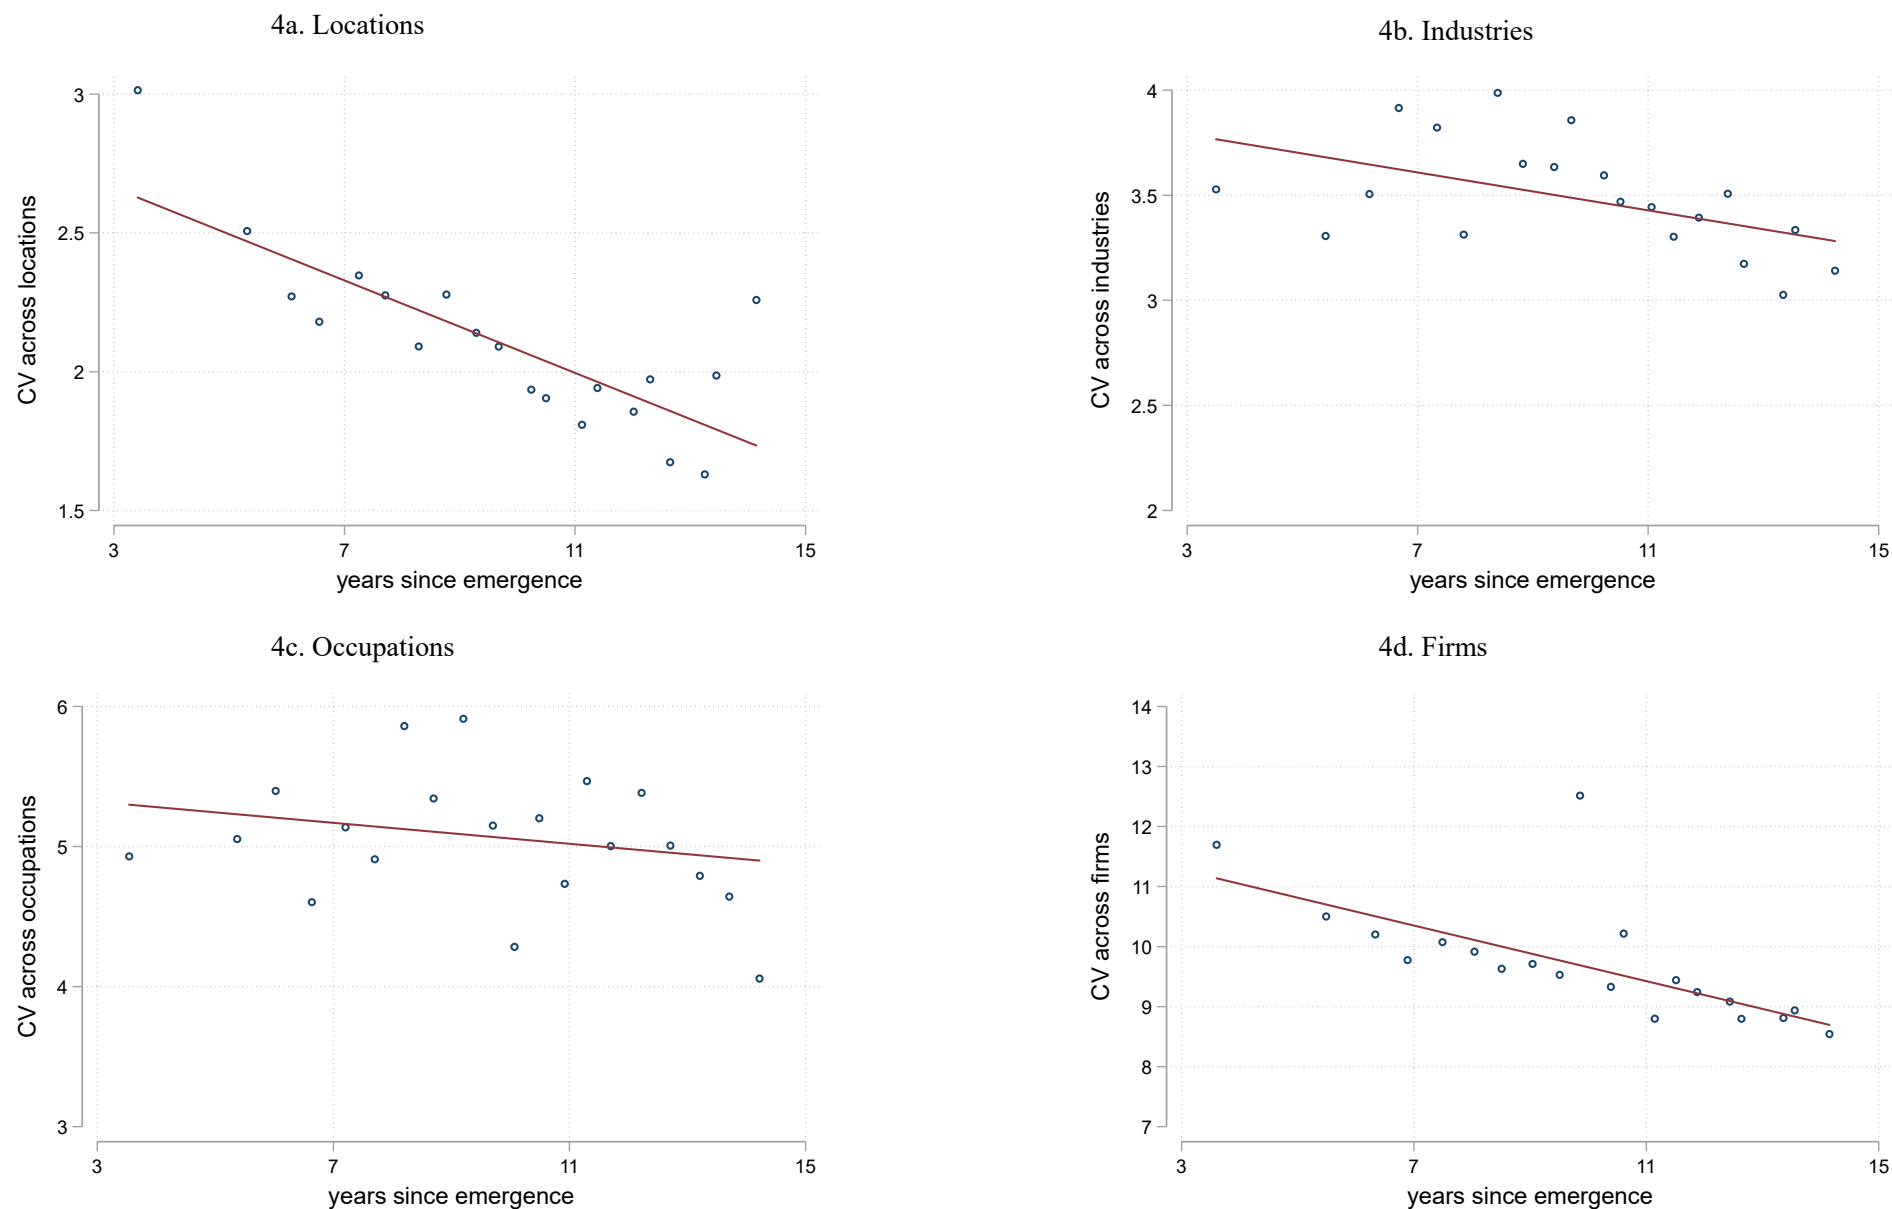 4a. Locations
CV across locations
3
2.5
2
1.5
3 7 11 15
years since emergence
4b. Industries
CV across industries
4
3.5
3
2.5
2
3 7 11 15
years since emergence
4c. Occupations
CV across occupations
6
5
4
3
3 7 11 15
years since emergence
4d. Firms
CV across firms
14
13
12
11
10
9
8
7
3 7 11 15
years since emergence